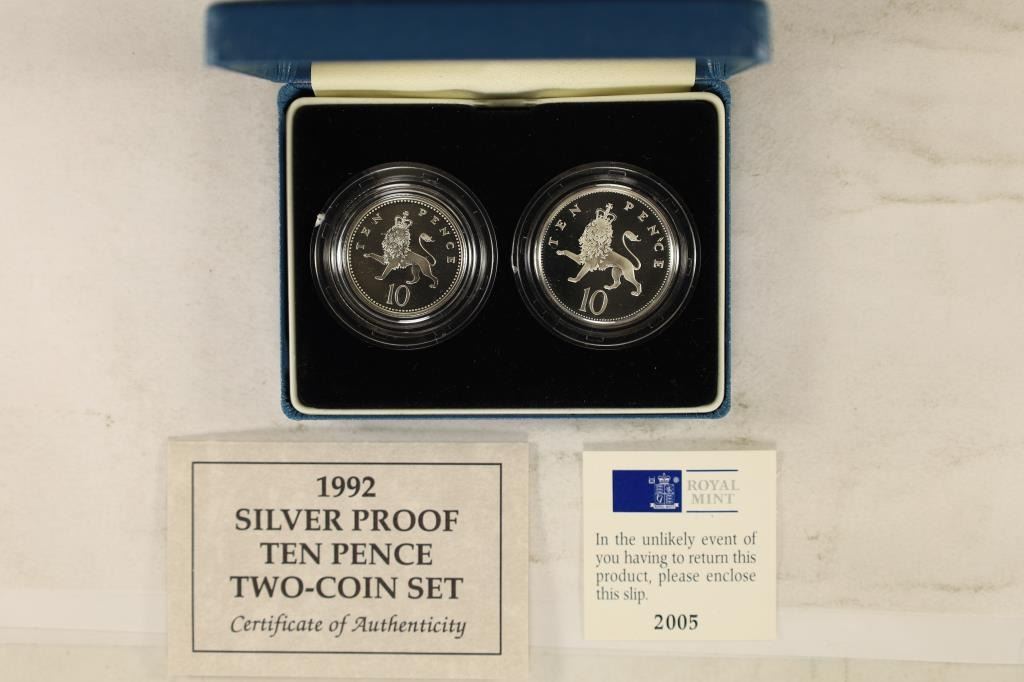 TEN PENCE
10
TEN PENCE
10
1992
SILVER PROOF
TEN PENCE
TWO-COIN SET
Certificate of Authenticity
ROYAL
MINT
In the unlikely event of
you having to return this
product, please enclose
this slip.
2005